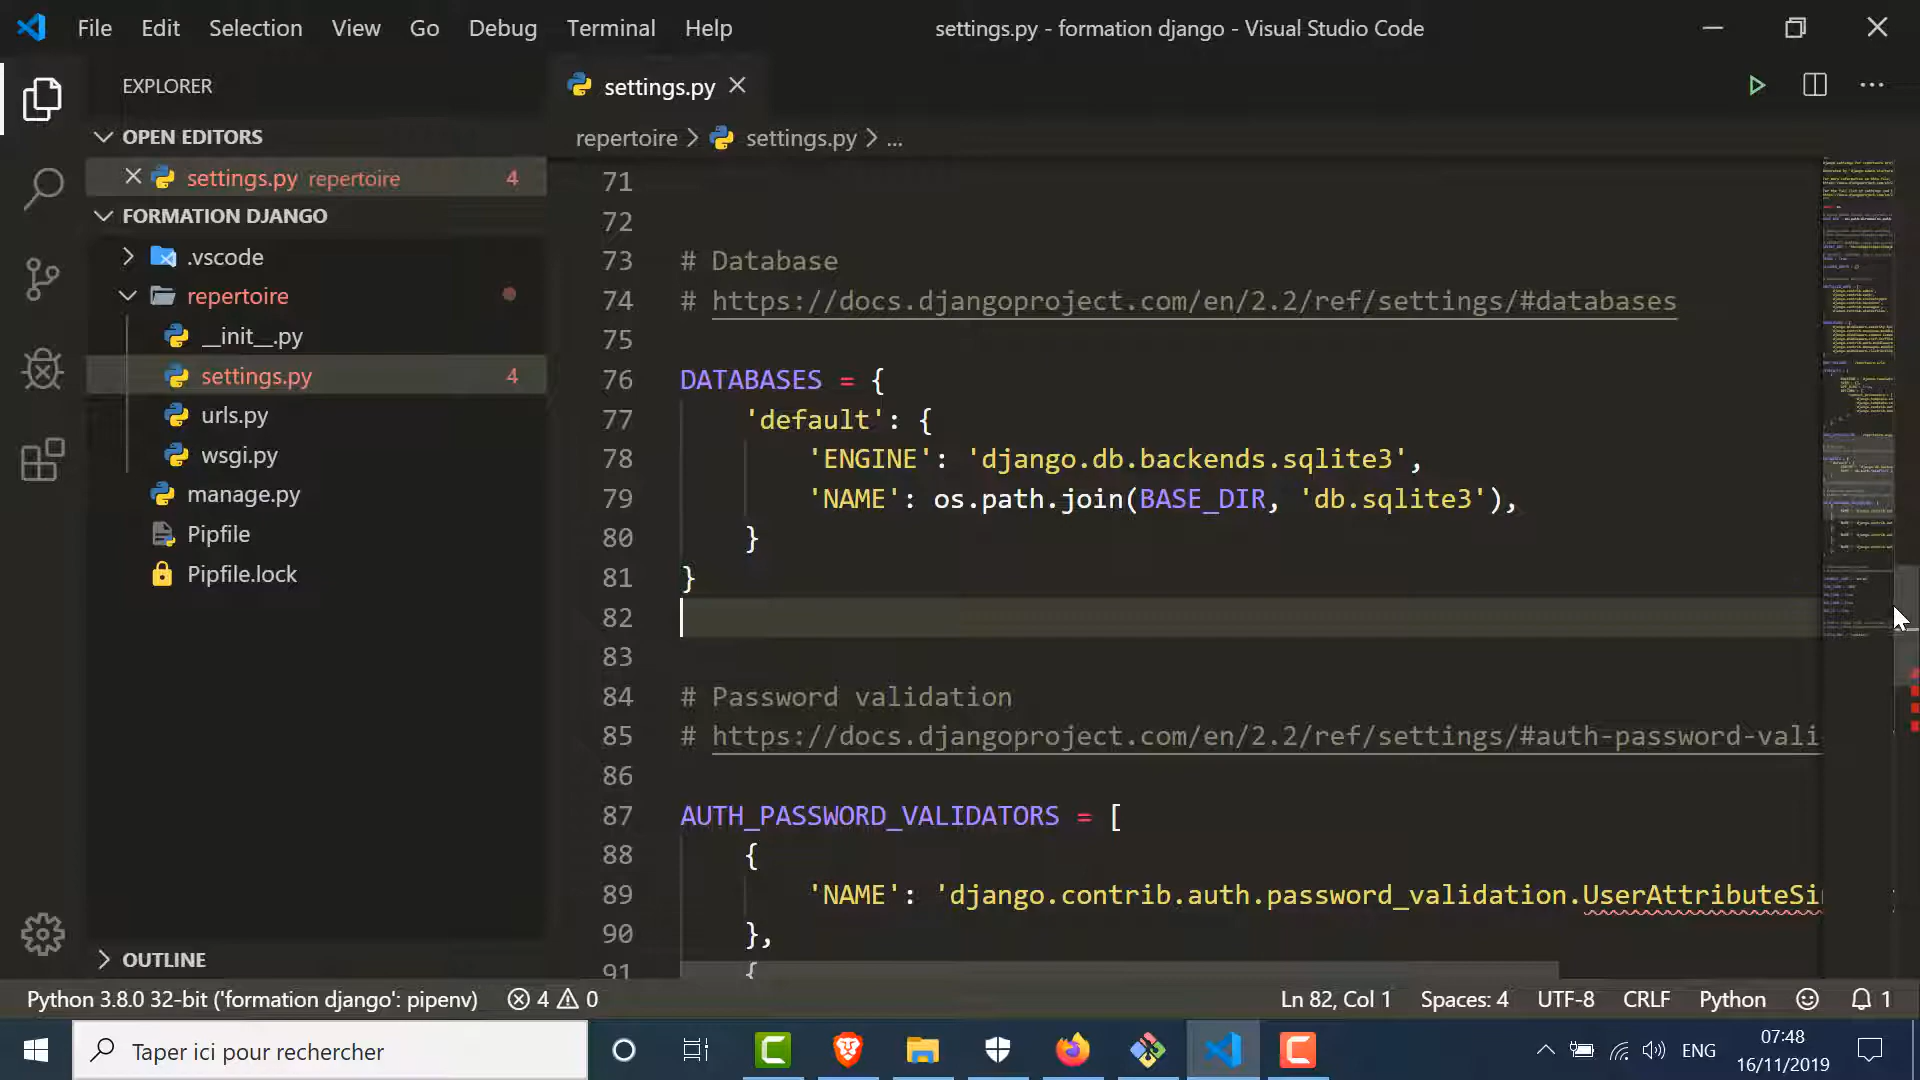 File Edit Selection View Go Debug Terminal Help settings.py - formation django - Visual Studio Code
EXPLORER
settings.py
OPEN EDITORS
repertoire > settings.py > ...
settings.py repertoire 4
FORMATION DJANGO
.vscode
repertoire
__init__.py
settings.py 4
urls.py
wsgi.py
manage.py
Pipfile
Pipfile.lock
OUTLINE
71
72
73 # Database
74 # https://docs.djangoproject.com/en/2.2/ref/settings/#databases
75
76 DATABASES = {
77 'default': {
78 'ENGINE': 'django.db.backends.sqlite3',
79 'NAME': os.path.join(BASE_DIR, 'db.sqlite3'),
80 }
81 }
82
83
84 # Password validation
85 # https://docs.djangoproject.com/en/2.2/ref/settings/#auth-password-vali
86
87 AUTH_PASSWORD_VALIDATORS = [
88 {
89 'NAME': 'django.contrib.auth.password_validation.UserAttributeSi
90 },
91 {
Python 3.8.0 32-bit ('formation django': pipenv) 4 0 Ln 82, Col 1 Spaces: 4 UTF-8 CRLF Python 1
Taper ici pour rechercher
ENG
07:48
16/11/2019